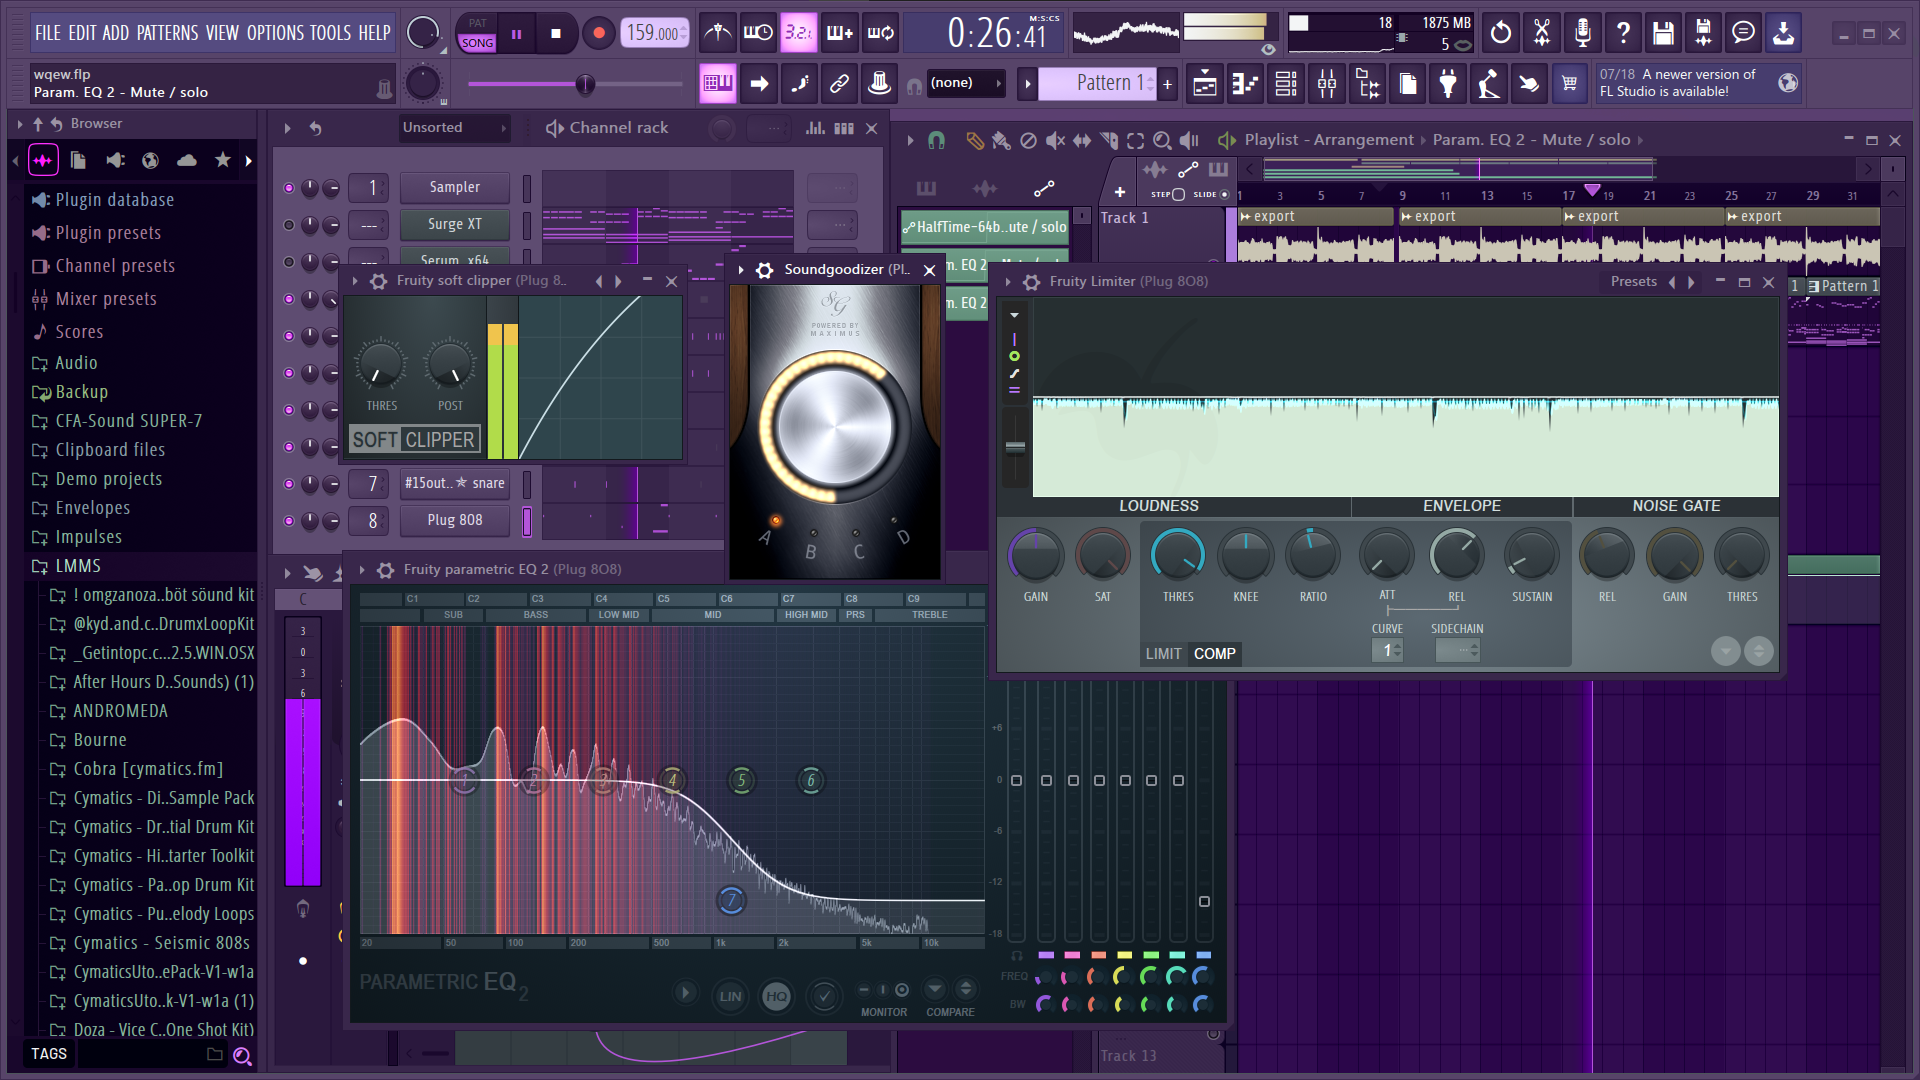 FILE EDIT ADD PATTERNS VIEW OPTIONS TOOLS HELP
PAT
SONG
159.000
3.2.1
0:26:41
M:S:CS
18
1875 MB
5
wqew.flp
Param. EQ 2 - Mute / solo
(none)
Pattern 1
07/18 A newer version of
FL Studio is available!
Browser
Unsorted
Channel rack
Playlist - Arrangement › Param. EQ 2 - Mute / solo
STEP
SLIDE
1 3 5 7 9 11 13 15 17 19 21 23 25 27 29 31
Plugin database
Plugin presets
Channel presets
Mixer presets
Scores
Audio
Backup
CFA-Sound SUPER-7
Clipboard files
Demo projects
Envelopes
Impulses
LMMS
! omgzanoza..böt söund kit
@kyd.and.c..DrumxLoopKit
_Getintopc.c...2.5.WIN.OSX
After Hours D..Sounds) (1)
ANDROMEDA
Bourne
Cobra [cymatics.fm]
Cymatics - Di..Sample Pack
Cymatics - Dr..tial Drum Kit
Cymatics - Hi..tarter Toolkit
Cymatics - Pa..op Drum Kit
Cymatics - Pu..elody Loops
Cymatics - Seismic 808s
CymaticsUto..ePack-V1-w1a
CymaticsUto..k-V1-w1a (1)
Doza - Vice C..One Shot Kit)
TAGS
1 Sampler
--- Surge XT
--- Serum_x64
7 #15out.. snare
8 Plug 808
HalfTime-64b..ute / solo
m. EQ 2
m. EQ 2
Track 1
export
export
export
export
1 Pattern 1
Track 13
Fruity soft clipper (Plug 8..
THRES
POST
SOFT CLIPPER
Soundgoodizer (Pl..
SG
POWERED BY
MAXIMUS
A B C D
Fruity Limiter (Plug 808)
Presets
LOUDNESS
ENVELOPE
NOISE GATE
GAIN
SAT
THRES
KNEE
RATIO
ATT
REL
SUSTAIN
REL
GAIN
THRES
CURVE
1
SIDECHAIN
---
LIMIT COMP
Fruity parametric EQ 2 (Plug 808)
C1 C2 C3 C4 C5 C6 C7 C8 C9
SUB BASS LOW MID MID HIGH MID PRS TREBLE
1 2 3 4 5 6
7
20 50 100 200 500 1k 2k 5k 10k
+6
0
-6
-12
-18
PARAMETRIC EQ 2
LIN
HQ
MONITOR
COMPARE
FREQ
BW
C
3
0
3
6